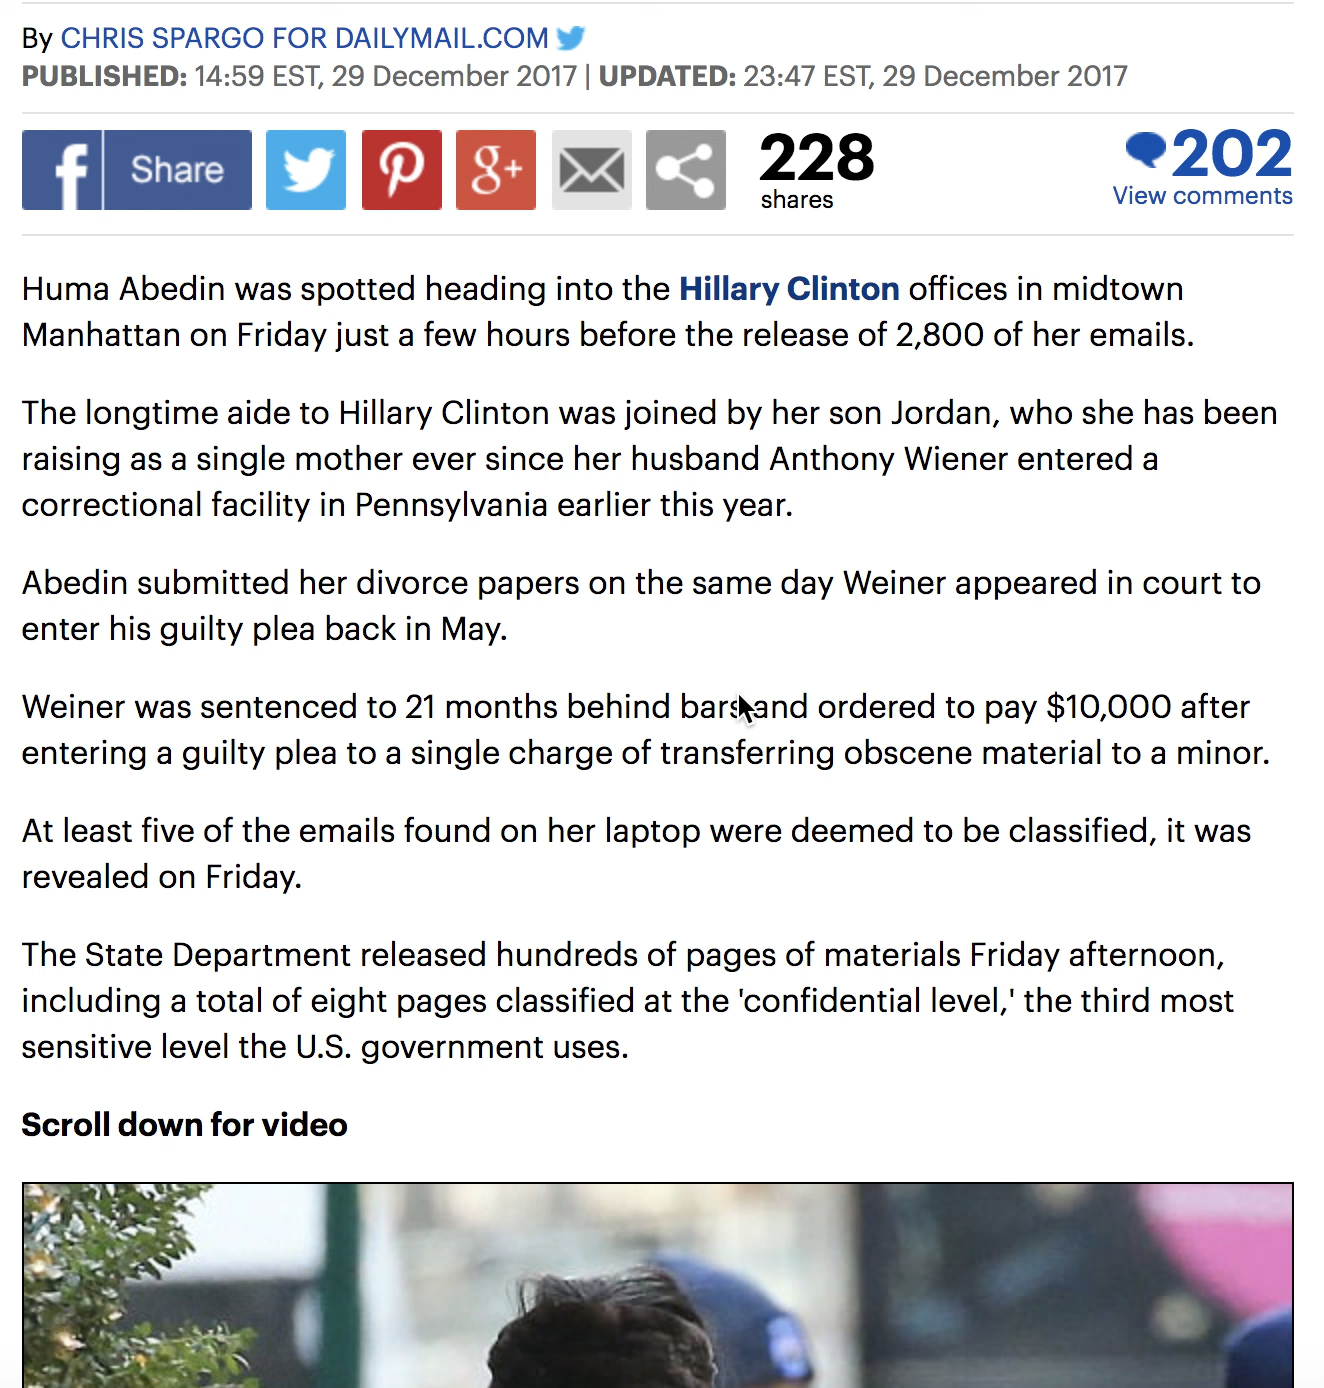 By CHRIS SPARGO FOR DAILYMAIL.COM
PUBLISHED: 14:59 EST, 29 December 2017 | UPDATED: 23:47 EST, 29 December 2017
f Share g+ 228 202
shares View comments
Huma Abedin was spotted heading into the Hillary Clinton offices in midtown
Manhattan on Friday just a few hours before the release of 2,800 of her emails.
The longtime aide to Hillary Clinton was joined by her son Jordan, who she has been
raising as a single mother ever since her husband Anthony Wiener entered a
correctional facility in Pennsylvania earlier this year.
Abedin submitted her divorce papers on the same day Weiner appeared in court to
enter his guilty plea back in May.
Weiner was sentenced to 21 months behind bars and ordered to pay $10,000 after
entering a guilty plea to a single charge of transferring obscene material to a minor.
At least five of the emails found on her laptop were deemed to be classified, it was
revealed on Friday.
The State Department released hundreds of pages of materials Friday afternoon,
including a total of eight pages classified at the 'confidential level,' the third most
sensitive level the U.S. government uses.
Scroll down for video